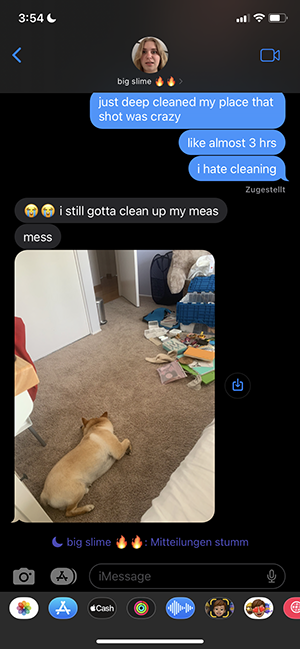 3:54
big slime 🔥🔥
just deep cleaned my place that
shot was crazy
like almost 3 hrs
i hate cleaning
Zugestellt
😭😭 i still gotta clean up my meas
mess
big slime 🔥🔥: Mitteilungen stumm
iMessage
Cash